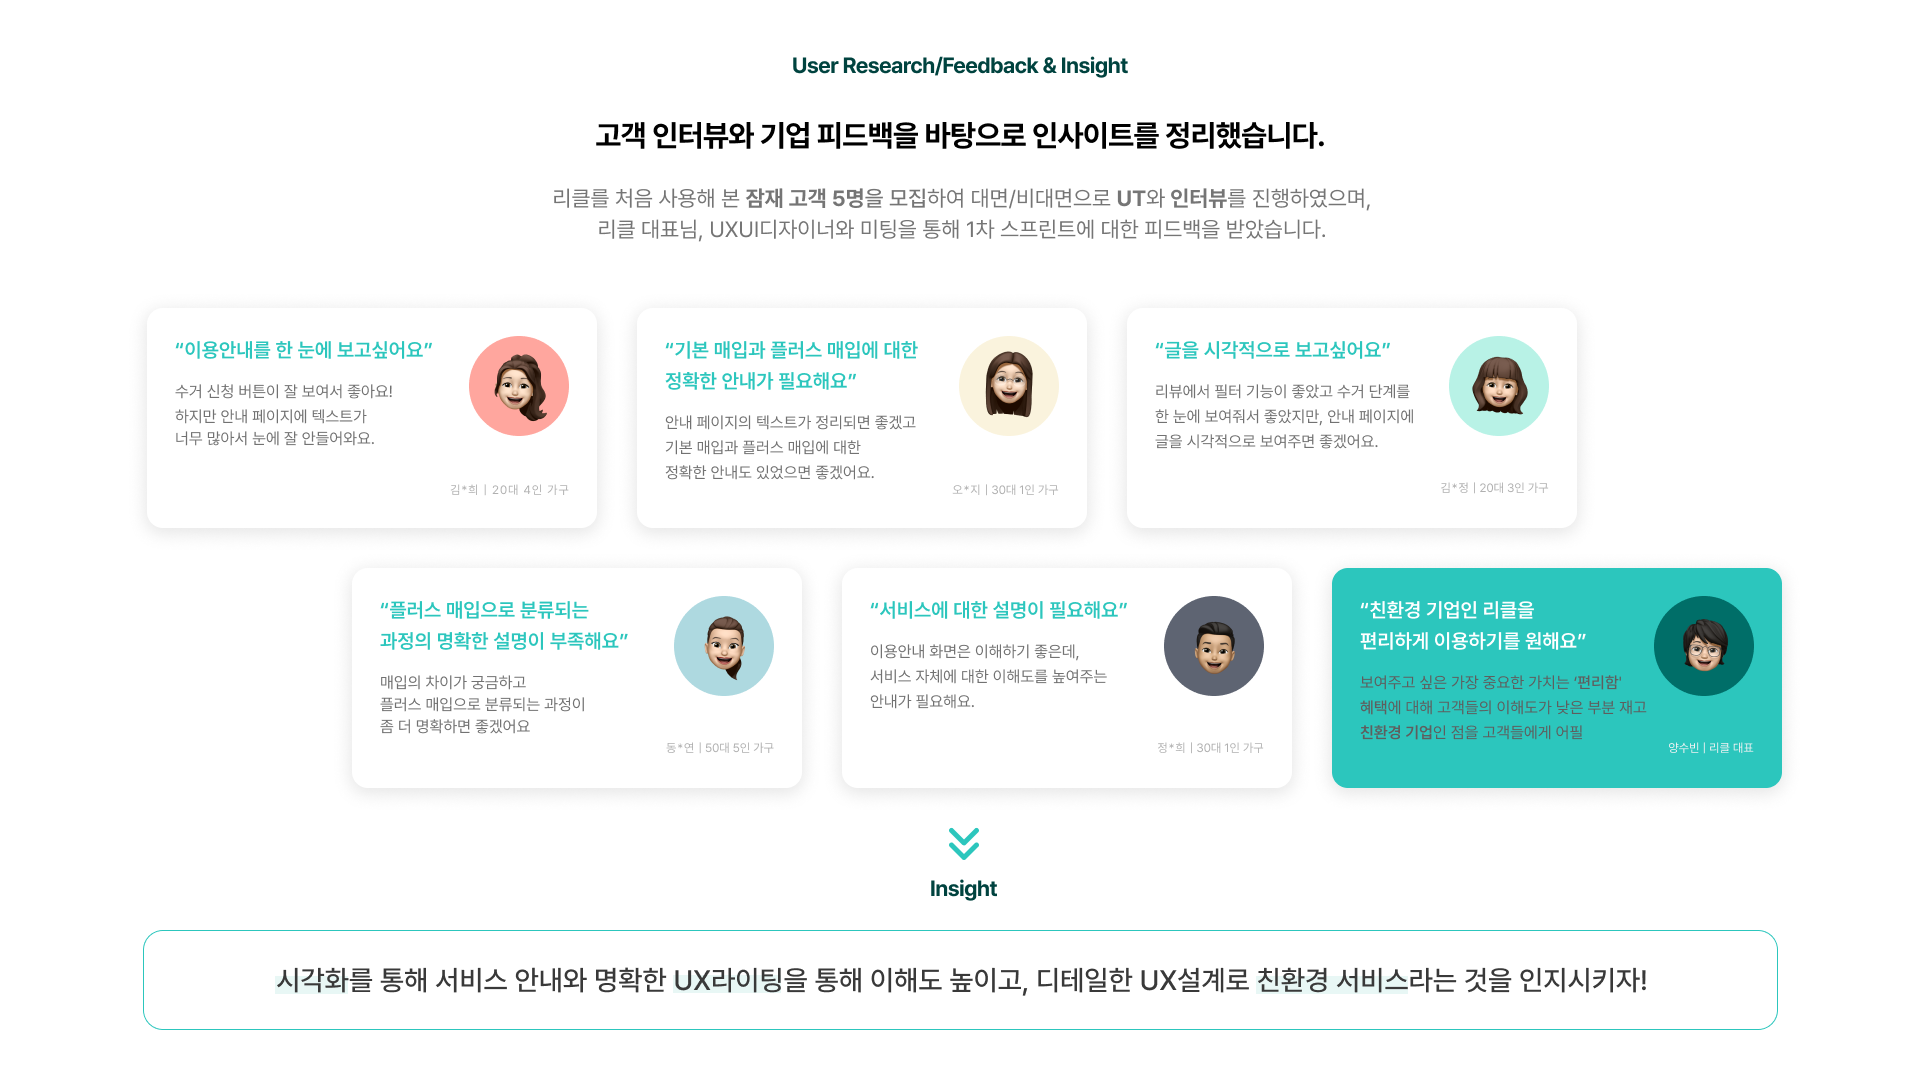 User Research/Feedback & Insight
고객 인터뷰와 기업 피드백을 바탕으로 인사이트를 정리했습니다.
리클를 처음 사용해 본 잠재 고객 5명을 모집하여 대면/비대면으로 UT와 인터뷰를 진행하였으며,
리클 대표님, UXUI디자이너와 미팅을 통해 1차 스프린트에 대한 피드백을 받았습니다.
“이용안내를 한 눈에 보고싶어요”
수거 신청 버튼이 잘 보여서 좋아요!
하지만 안내 페이지에 텍스트가
너무 많아서 눈에 잘 안들어와요.
김*희 | 20대 4인 가구
“기본 매입과 플러스 매입에 대한
정확한 안내가 필요해요”
안내 페이지의 텍스트가 정리되면 좋겠고
기본 매입과 플러스 매입에 대한
정확한 안내도 있었으면 좋겠어요.
오*지 | 30대 1인 가구
“글을 시각적으로 보고싶어요”
리뷰에서 필터 기능이 좋았고 수거 단계를
한 눈에 보여줘서 좋았지만, 안내 페이지에
글을 시각적으로 보여주면 좋겠어요.
김*정 | 20대 3인 가구
“플러스 매입으로 분류되는
과정의 명확한 설명이 부족해요”
매입의 차이가 궁금하고
플러스 매입으로 분류되는 과정이
좀 더 명확하면 좋겠어요
동*연 | 50대 5인 가구
“서비스에 대한 설명이 필요해요”
이용안내 화면은 이해하기 좋은데,
서비스 자체에 대한 이해도를 높여주는
안내가 필요해요.
정*희 | 30대 1인 가구
“친환경 기업인 리클을
편리하게 이용하기를 원해요”
보여주고 싶은 가장 중요한 가치는 ‘편리함’
혜택에 대해 고객들의 이해도가 낮은 부분 재고
친환경 기업인 점을 고객들에게 어필
양수빈 | 리클 대표
Insight
시각화를 통해 서비스 안내와 명확한 UX라이팅을 통해 이해도 높이고, 디테일한 UX설계로 친환경 서비스라는 것을 인지시키자!